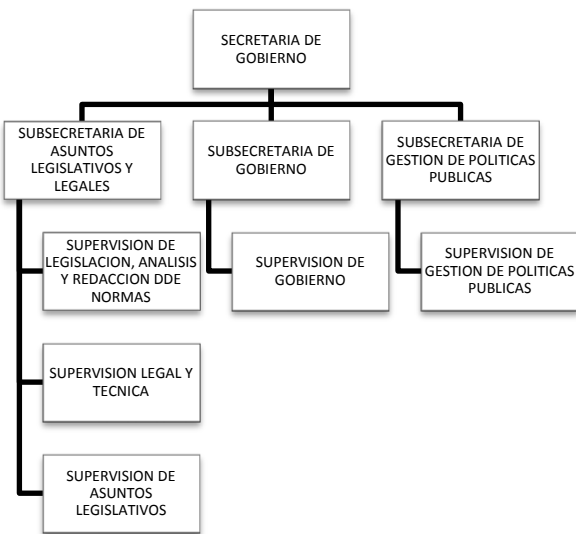 SECRETARIA DE
GOBIERNO
SUBSECRETARIA DE
ASUNTOS
LEGISLATIVOS Y
LEGALES
SUBSECRETARIA DE
GOBIERNO
SUBSECRETARIA DE
GESTION DE POLITICAS
PUBLICAS
SUPERVISION DE
LEGISLACION, ANALISIS
Y REDACCION DDE
NORMAS
SUPERVISION DE
GOBIERNO
SUPERVISION DE
GESTION DE POLITICAS
PUBLICAS
SUPERVISION LEGAL Y
TECNICA
SUPERVISION DE
ASUNTOS
LEGISLATIVOS